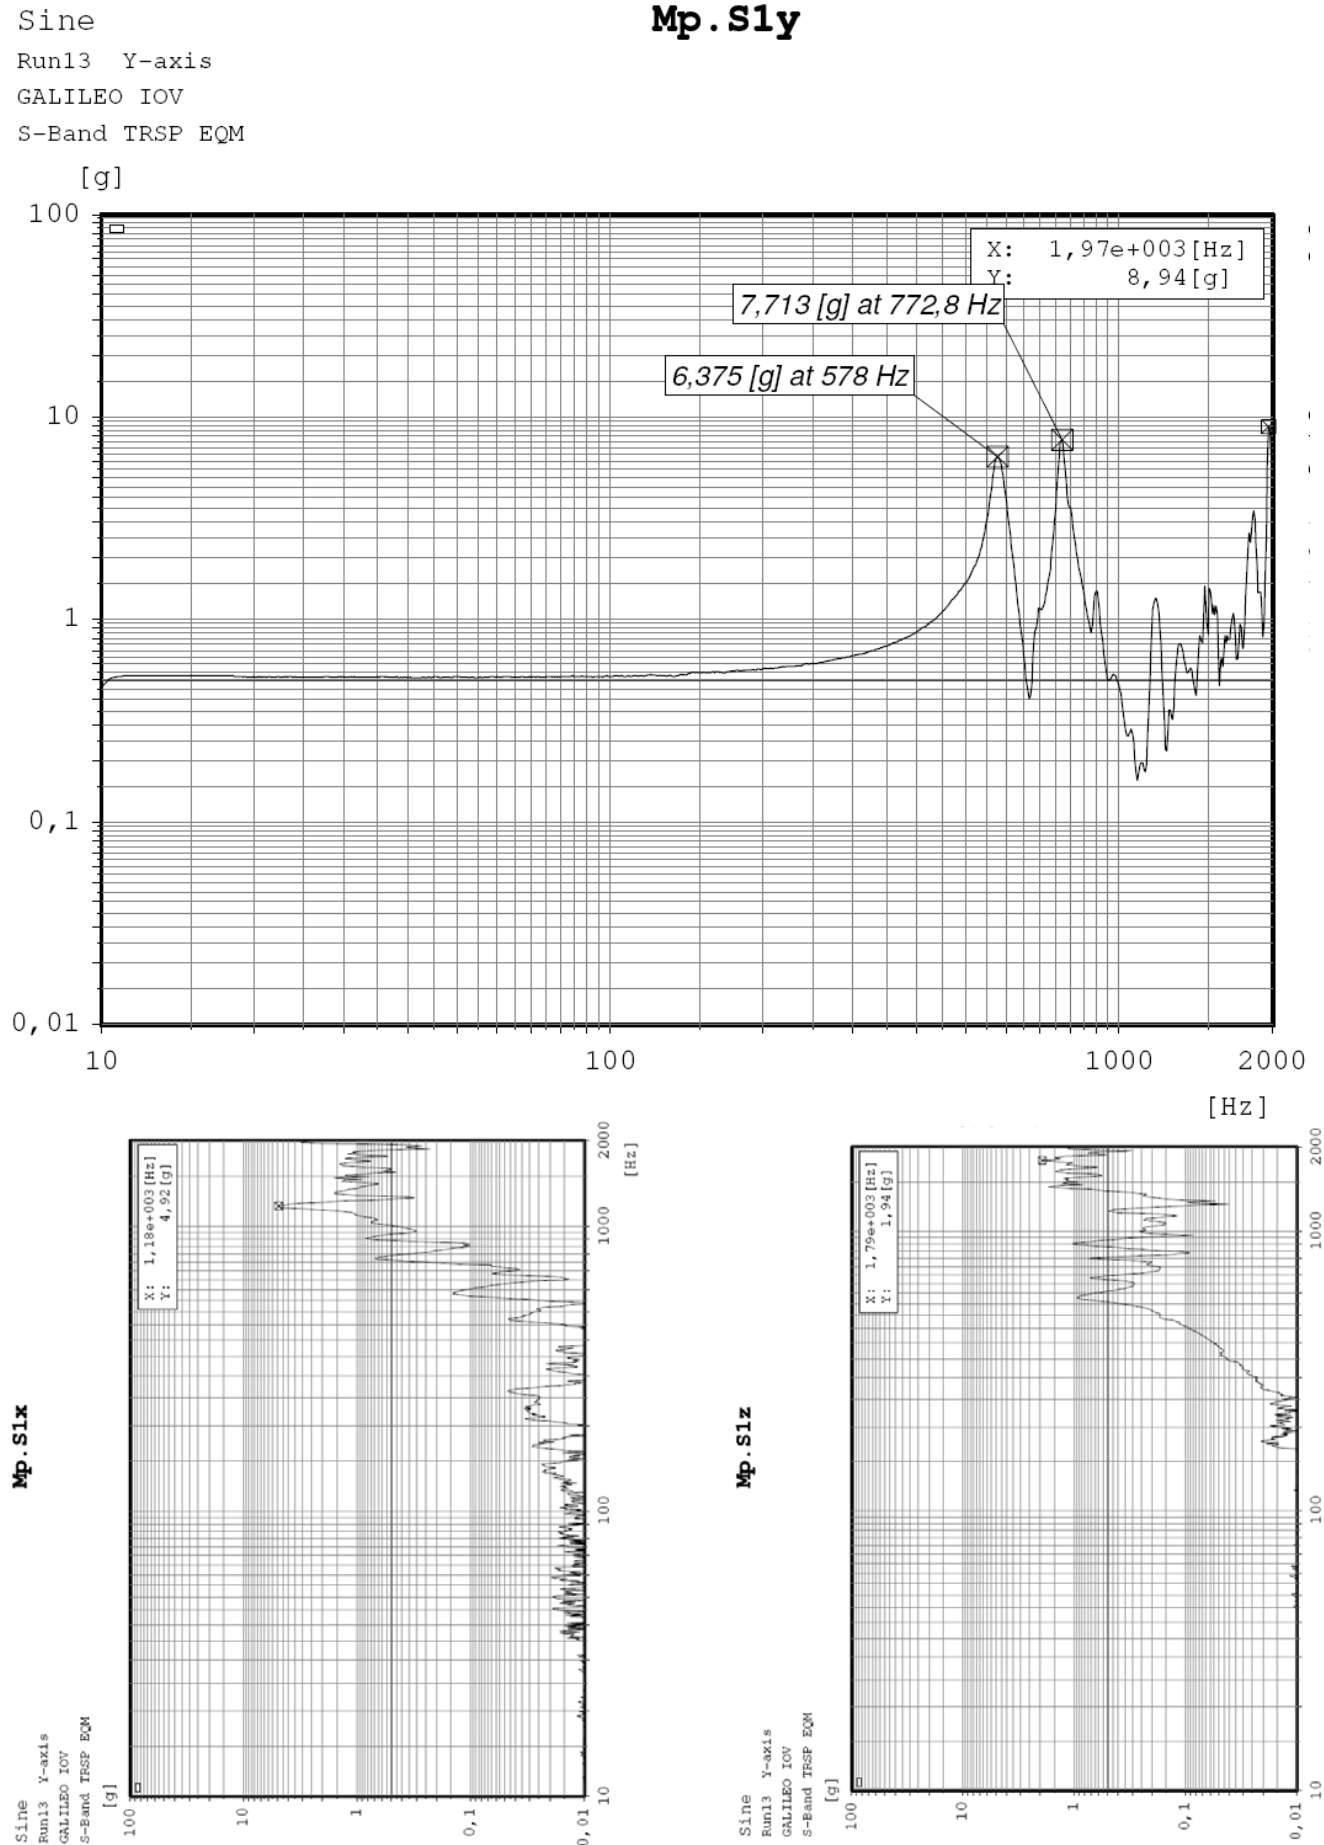 Sine
Mp.S1y
Run13 Y-axis
GALILEO IOV
S-Band TRSP EQM
[g]
100
10
1
0,1
0,01
X: 1,97e+003[Hz]
Y: 8,94[g]
7,713 [g] at 772,8 Hz
6,375 [g] at 578 Hz
10
100
1000
2000
[Hz]
Mp.S1x
Sine
Run13 Y-axis
GALILEO IOV
S-Band TRSP EQM
[g]
100
10
1
0,1
0,01
X: 1,18e+003[Hz]
Y: 4,92[g]
10
100
1000
2000
[Hz]
Mp.S1z
Sine
Run13 Y-axis
GALILEO IOV
S-Band TRSP EQM
[g]
100
10
1
0,1
0,01
X: 1,79e+003[Hz]
Y: 1,94[g]
10
100
1000
2000